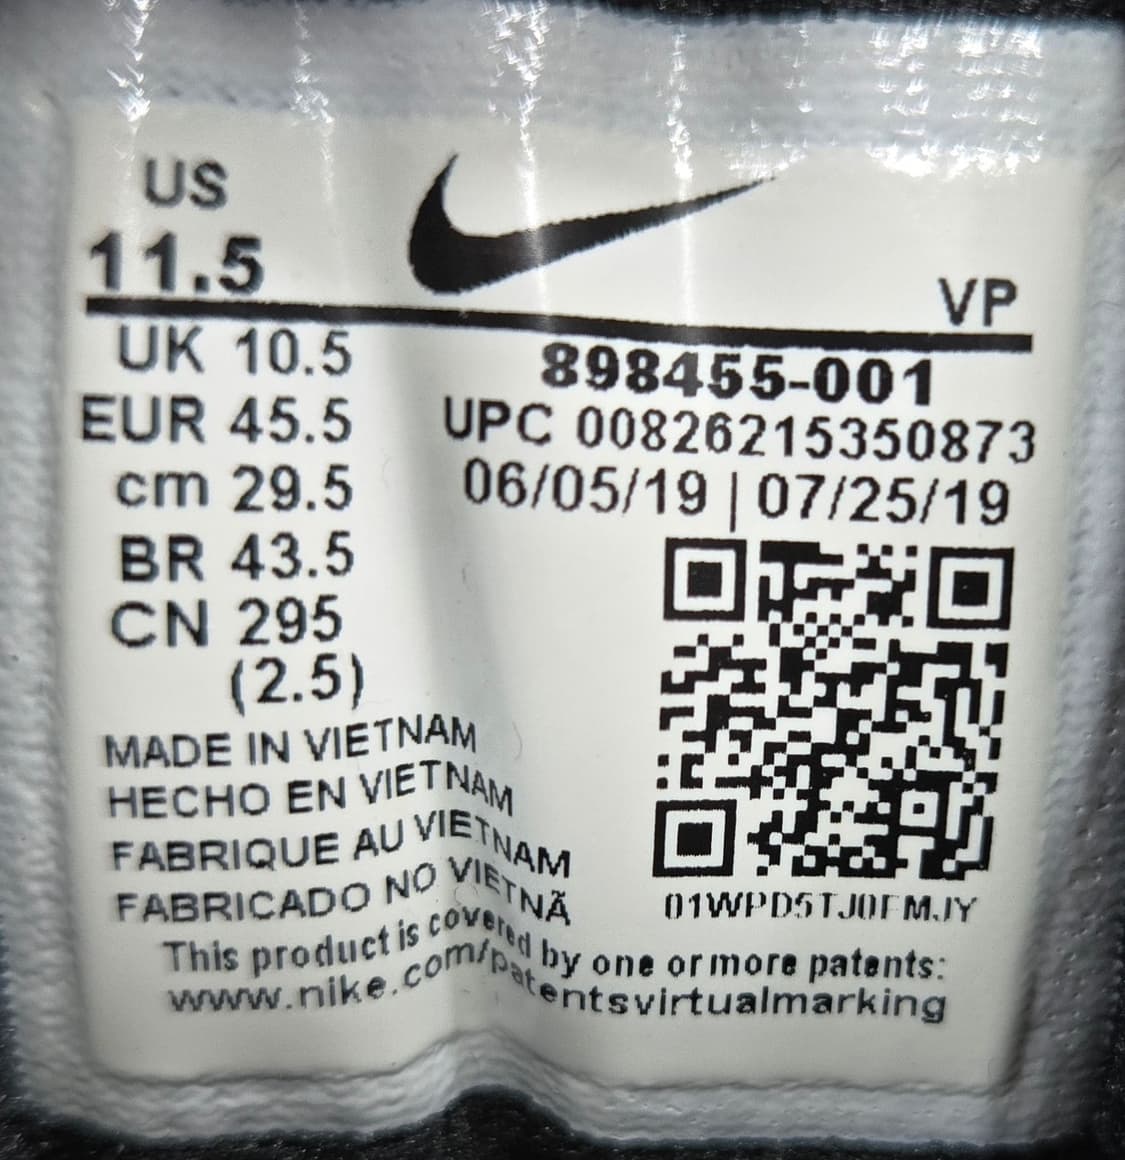 US
11.5
VP
UK 10.5
EUR 45.5
cm 29.5
BR 43.5
CN 295
(2.5)
898455-001
UPC 00826215350873
06/05/19 | 07/25/19
MADE IN VIETNAM
HECHO EN VIETNAM
FABRIQUE AU VIETNAM
FABRICADO NO VIETNÃ
01WPD5TJ0FMJY
This product is covered by one or more patents:
www.nike.com/patentsvirtualmarking